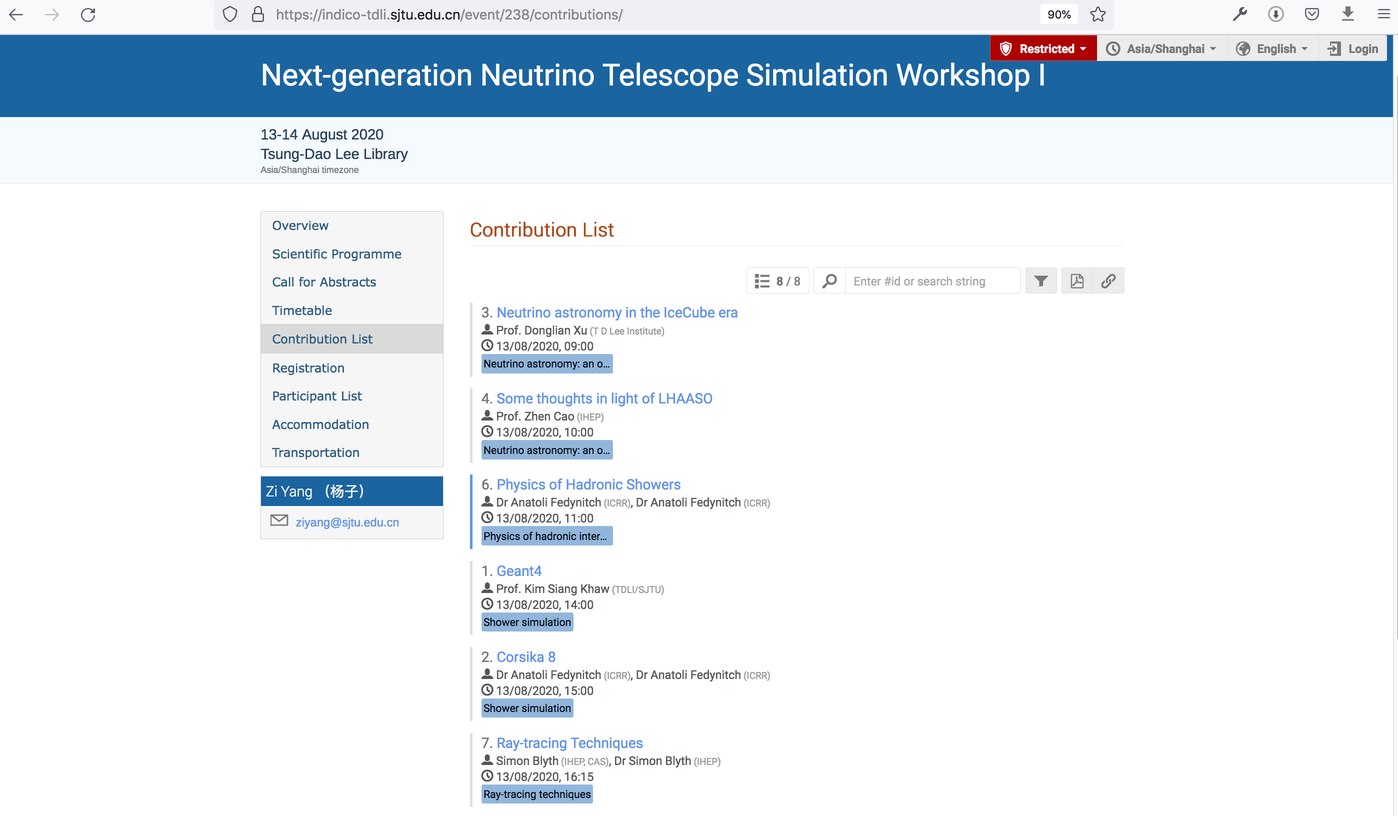 https://indico-tdli.sjtu.edu.cn/event/238/contributions/
90%
Restricted
Asia/Shanghai
English
Login
Next-generation Neutrino Telescope Simulation Workshop I
13-14 August 2020
Tsung-Dao Lee Library
Asia/Shanghai timezone
Overview
Scientific Programme
Call for Abstracts
Timetable
Contribution List
Registration
Participant List
Accommodation
Transportation
Zi Yang （杨子）
ziyang@sjtu.edu.cn
Contribution List
8 / 8
Enter #id or search string
3. Neutrino astronomy in the IceCube era
Prof. Donglian Xu (T D Lee Institute)
13/08/2020, 09:00
Neutrino astronomy: an o...
4. Some thoughts in light of LHAASO
Prof. Zhen Cao (IHEP)
13/08/2020, 10:00
Neutrino astronomy: an o...
6. Physics of Hadronic Showers
Dr Anatoli Fedynitch (ICRR), Dr Anatoli Fedynitch (ICRR)
13/08/2020, 11:00
Physics of hadronic inter...
1. Geant4
Prof. Kim Siang Khaw (TDLI/SJTU)
13/08/2020, 14:00
Shower simulation
2. Corsika 8
Dr Anatoli Fedynitch (ICRR), Dr Anatoli Fedynitch (ICRR)
13/08/2020, 15:00
Shower simulation
7. Ray-tracing Techniques
Simon Blyth (IHEP, CAS), Dr Simon Blyth (IHEP)
13/08/2020, 16:15
Ray-tracing techniques